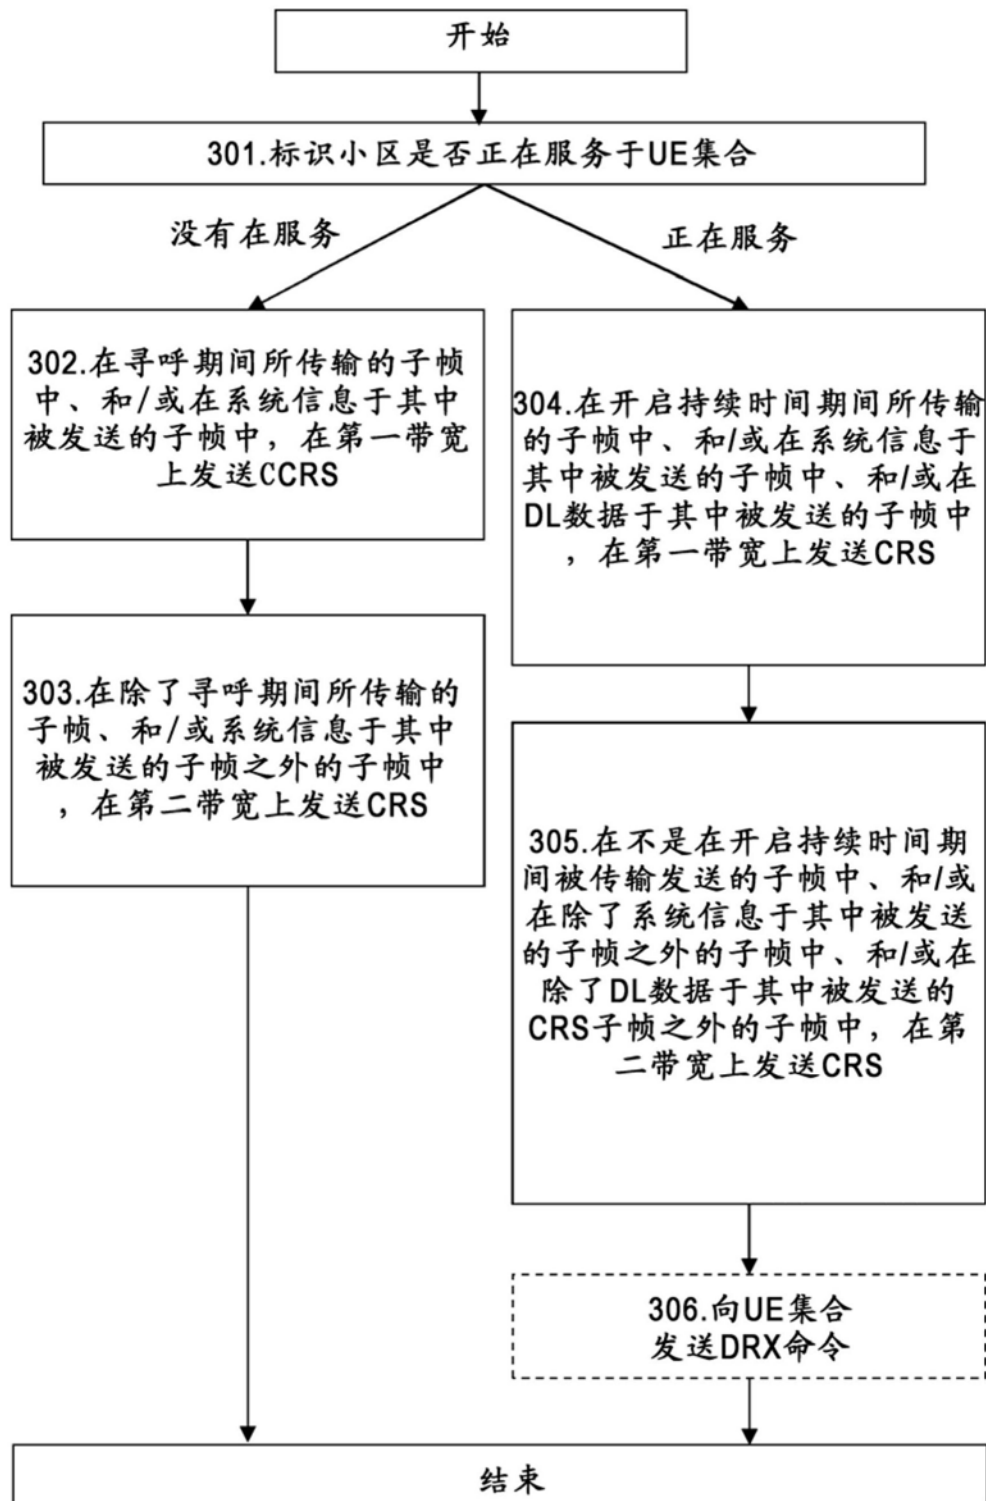 开始
301.标识小区是否正在服务于UE集合
没有在服务
正在服务
302.在寻呼期间所传输的子帧
中、和/或在系统信息于其中
被发送的子帧中，在第一带宽
上发送CCRS
303.在除了寻呼期间所传输的
子帧、和/或系统信息于其中
被发送的子帧之外的子帧中
，在第二带宽上发送CRS
304.在开启持续时间期间所传输
的子帧中、和/或在系统信息于
其中被发送的子帧中、和/或在
DL数据于其中被发送的子帧中
，在第一带宽上发送CRS
305.在不是在开启持续时间期
间被传输发送的子帧中、和/或
在除了系统信息于其中被发送
的子帧之外的子帧中、和/或在
除了DL数据于其中被发送的
CRS子帧之外的子帧中，在第
二带宽上发送CRS
306.向UE集合
发送DRX命令
结束